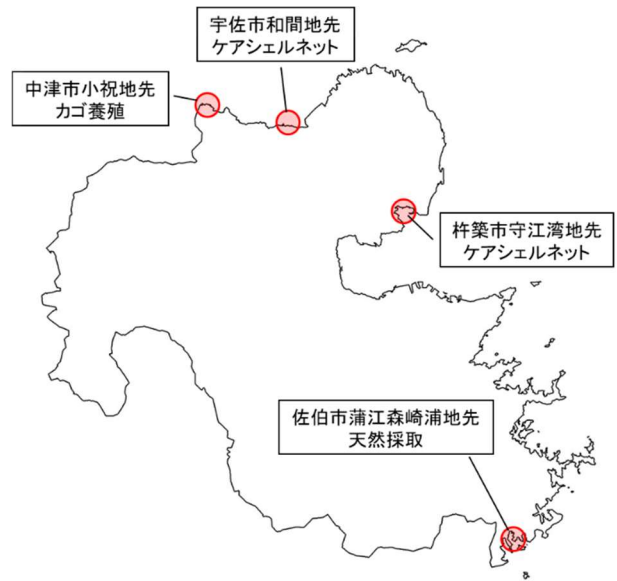 宇佐市和間地先
ケアシェルネット
中津市小祝地先
カゴ養殖
杵築市守江湾地先
ケアシェルネット
佐伯市蒲江森崎浦地先
天然採取